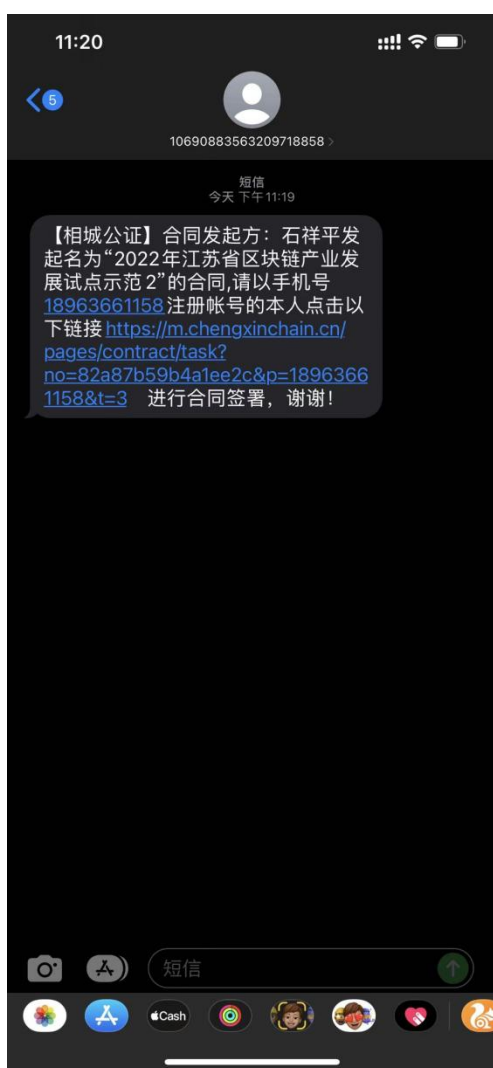 11:20
5
10690883563209718858
短信
今天 下午 11:19
【相城公证】合同发起方：石祥平发
起名为“2022年江苏省区块链产业发
展试点示范2”的合同,请以手机号
18963661158注册帐号的本人点击以
下链接 https://m.chengxinchain.cn/
pages/contract/task?
no=82a87b59b4a1ee2c&p=1896366
1158&t=3 进行合同签署，谢谢！
短信
Cash